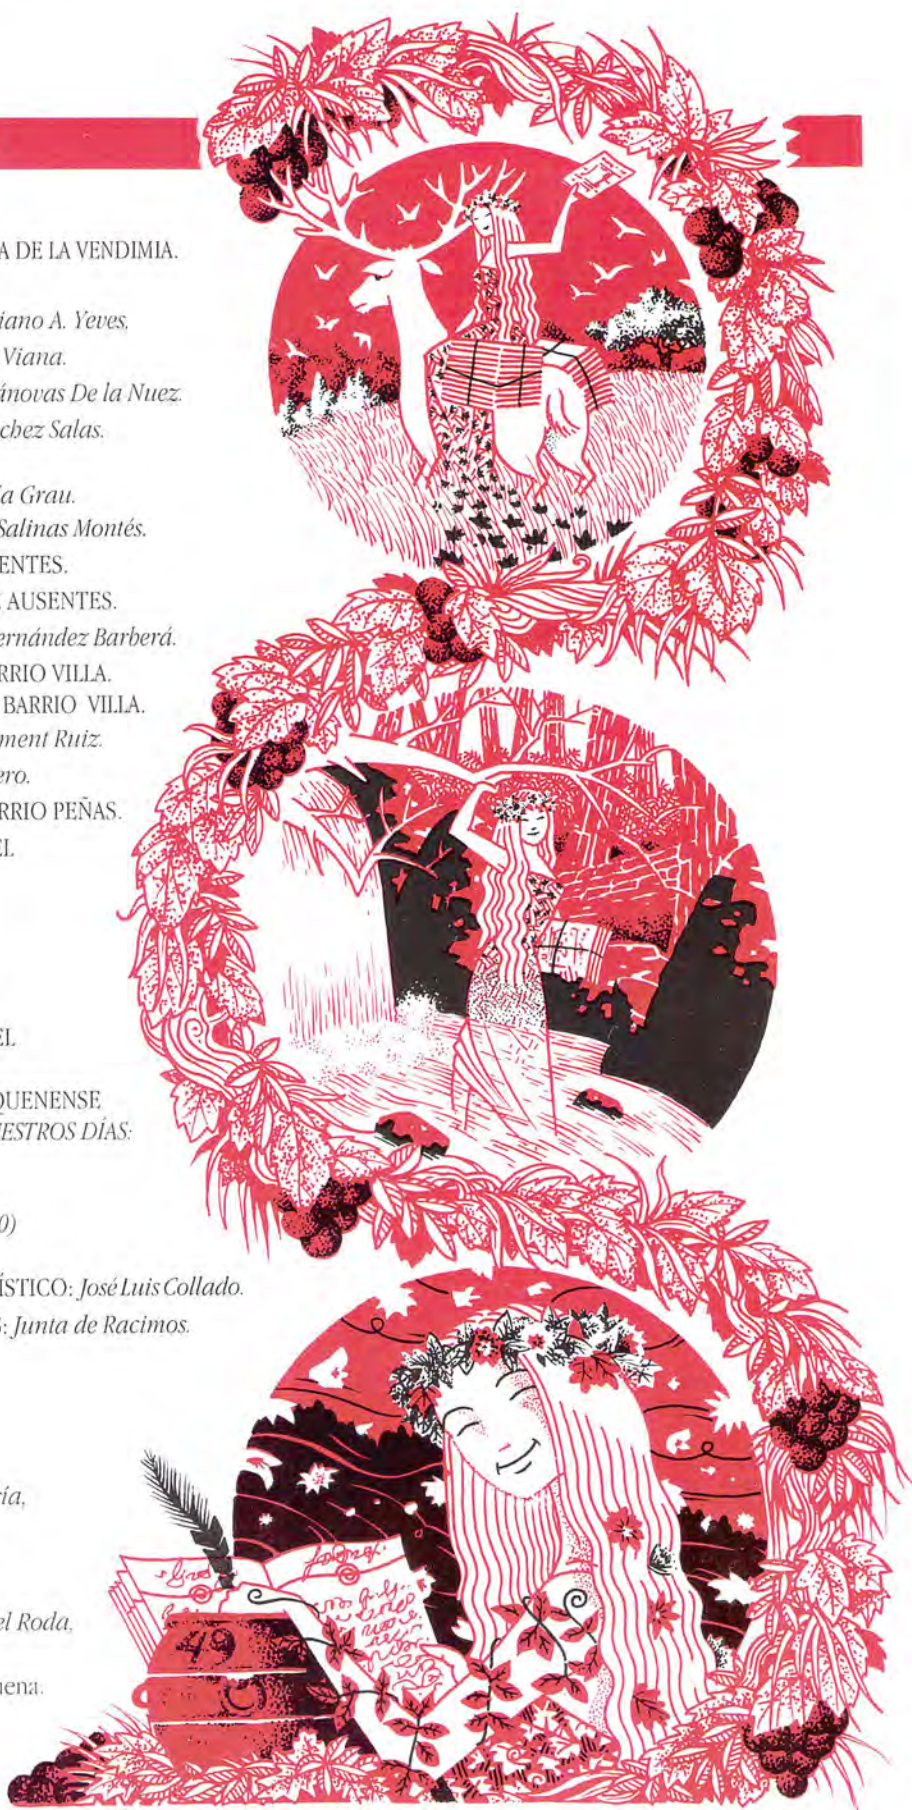 A DE LA VENDIMIA.
iano A. Yeves.
Viana.
ánovas De la Nuez.
chez Salas.
ía Grau.
Salinas Montés.
ENTES.
E AUSENTES.
ernández Barberá.
RRIO VILLA.
BARRIO VILLA.
ment Ruiz.
ero.
RRIO PEÑAS.
EL
EL
QUENENSE
ESTROS DÍAS:
0)
ÍSTICO: José Luis Collado.
S: Junta de Racimos.
ría,
el Roda,
uena.
49